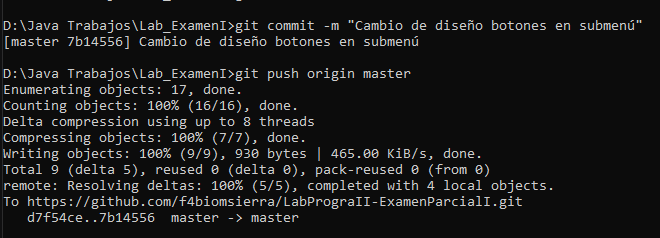 D:\Java Trabajos\Lab_ExamenI>git commit -m "Cambio de diseño botones en submenú"
[master 7b14556] Cambio de diseño botones en submenú
D:\Java Trabajos\Lab_ExamenI>git push origin master
Enumerating objects: 17, done.
Counting objects: 100% (16/16), done.
Delta compression using up to 8 threads
Compressing objects: 100% (7/7), done.
Writing objects: 100% (9/9), 930 bytes | 465.00 KiB/s, done.
Total 9 (delta 5), reused 0 (delta 0), pack-reused 0 (from 0)
remote: Resolving deltas: 100% (5/5), completed with 4 local objects.
To https://github.com/f4biomsierra/LabPrograII-ExamenParcialI.git
   d7f54ce..7b14556  master -> master